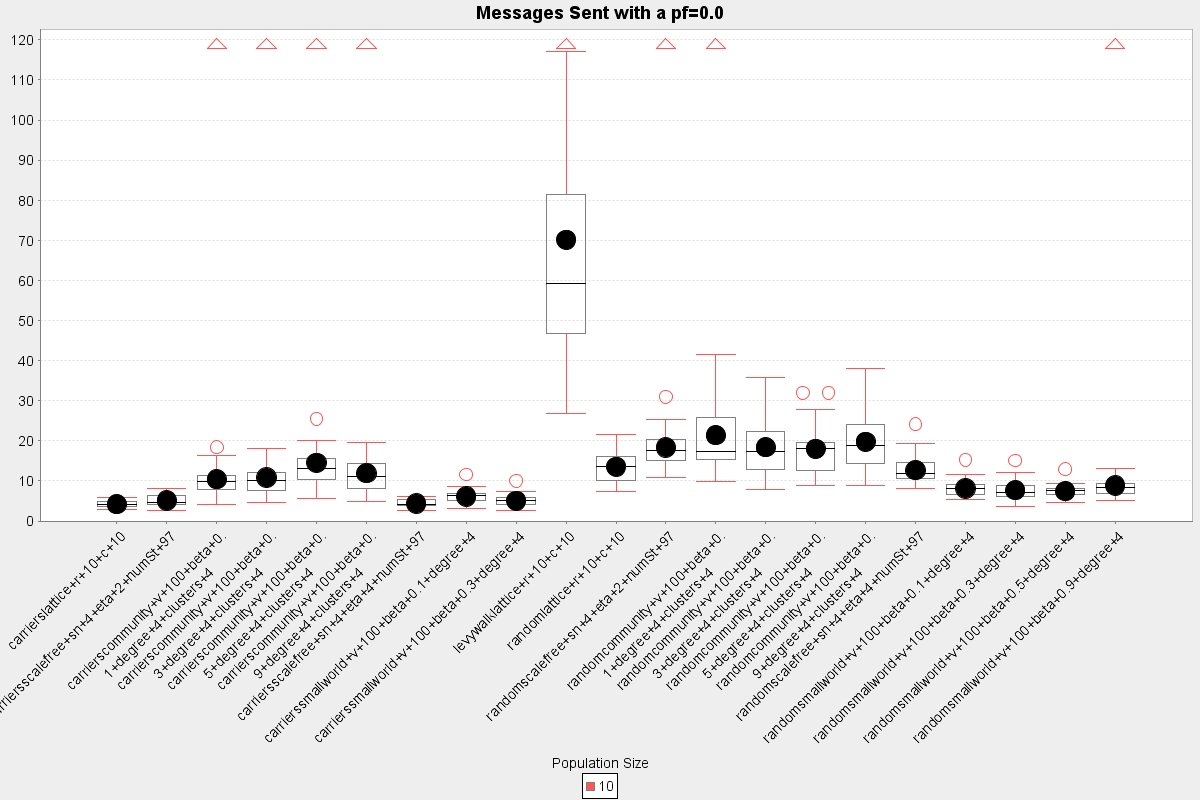 Messages Sent with a pf=0.0
120
110
100
90
80
70
60
50
40
30
20
10
0
carrierslattice+r+10+c+10
rriersscalefree+sn+4+eta+2+numSt+97
carrierscommunity+v+100+beta+0.
1+degree+4+clusters+4
carrierscommunity+v+100+beta+0.
3+degree+4+clusters+4
carrierscommunity+v+100+beta+0.
5+degree+4+clusters+4
carrierscommunity+v+100+beta+0.
9+degree+4+clusters+4
carriersscalefree+sn+4+eta+4+numSt+97
carrierssmallworld+v+100+beta+0.1+degree+4
carrierssmallworld+v+100+beta+0.3+degree+4
levywalklattice+r+10+c+10
randomlattice+r+10+c+10
randomscalefree+sn+4+eta+2+numSt+97
randomcommunity+v+100+beta+0.
1+degree+4+clusters+4
randomcommunity+v+100+beta+0.
3+degree+4+clusters+4
randomcommunity+v+100+beta+0.
5+degree+4+clusters+4
randomcommunity+v+100+beta+0.
9+degree+4+clusters+4
randomscalefree+sn+4+eta+4+numSt+97
randomsmallworld+v+100+beta+0.1+degree+4
randomsmallworld+v+100+beta+0.3+degree+4
randomsmallworld+v+100+beta+0.5+degree+4
randomsmallworld+v+100+beta+0.9+degree+4
Population Size
10